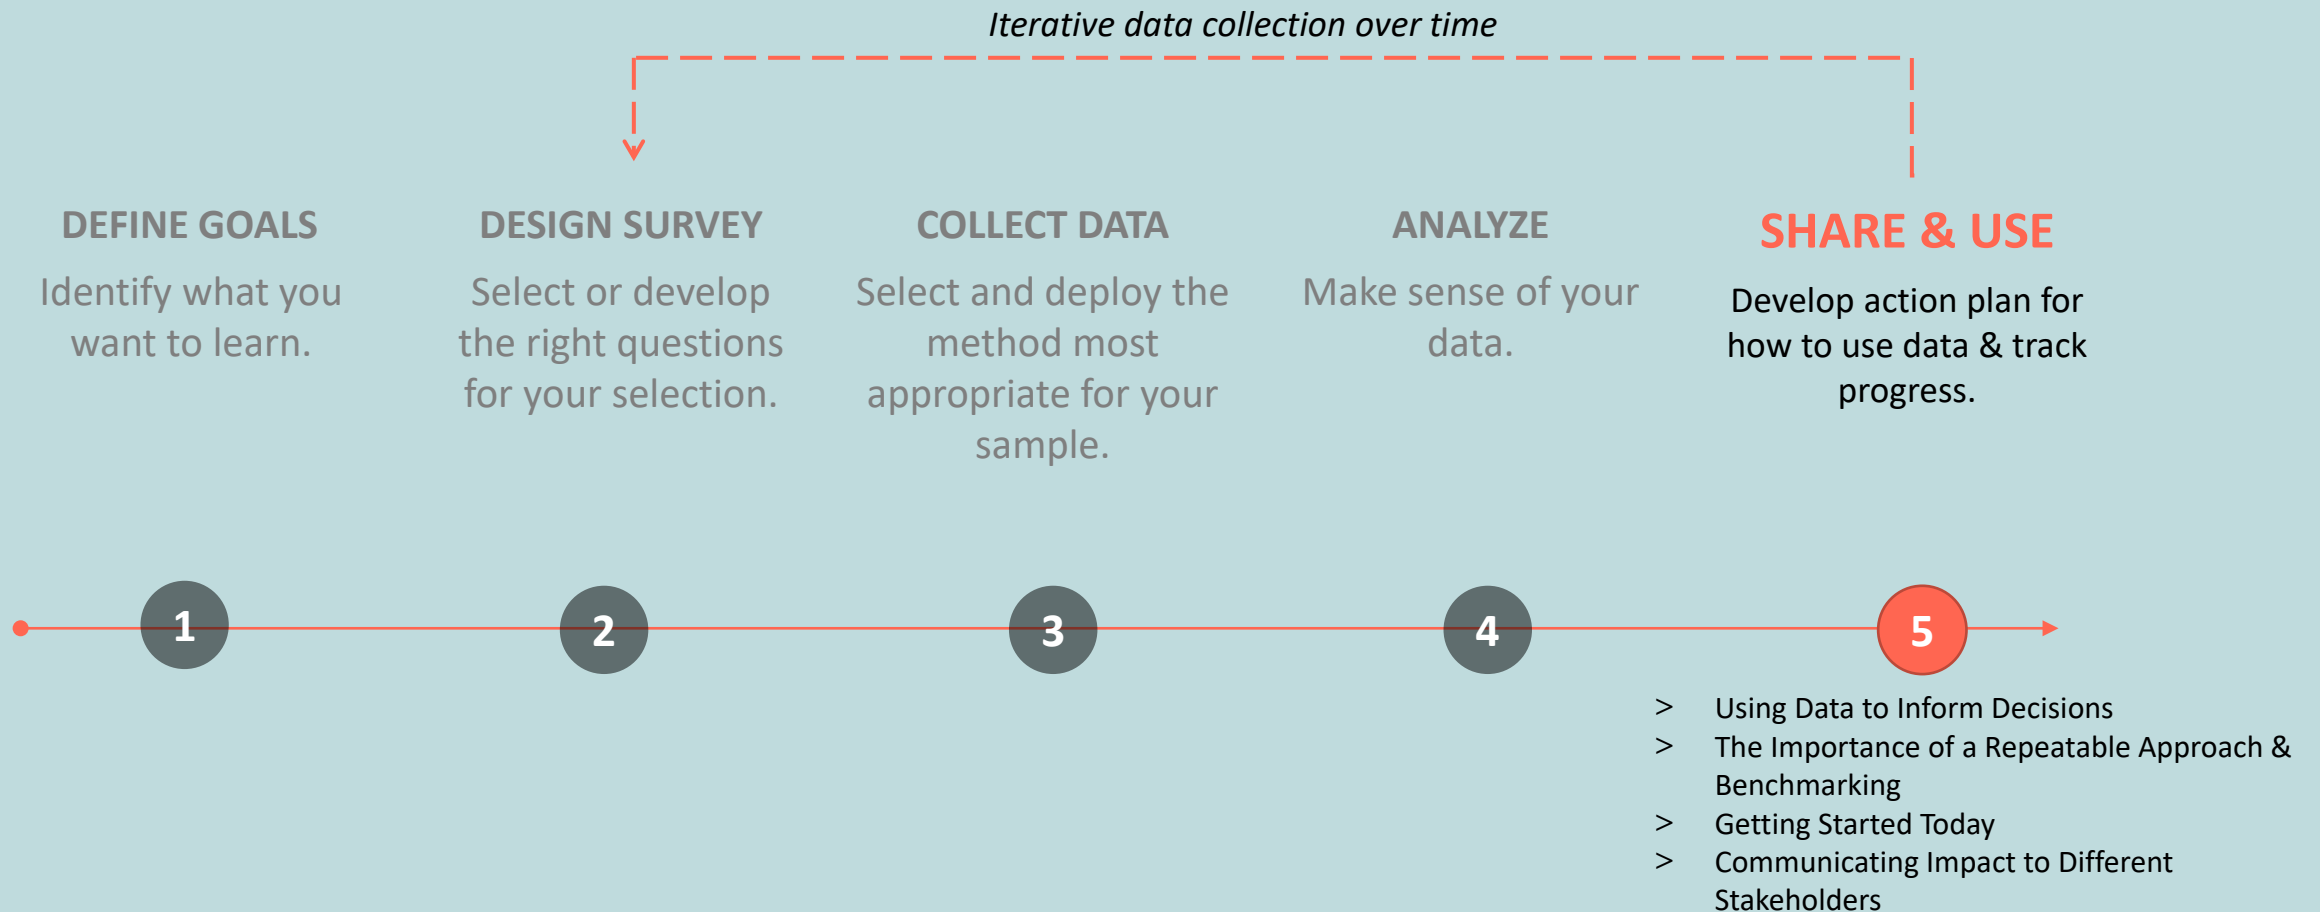 Iterative data collection over time
DEFINE GOALS
Identify what you
want to learn.
DESIGN SURVEY
Select or develop
the right questions
for your selection.
COLLECT DATA
Select and deploy the
method most
appropriate for your
sample.
ANALYZE
Make sense of your
data.
SHARE & USE
Develop action plan for
how to use data & track
progress.
1
2
3
4
5
> Using Data to Inform Decisions
> The Importance of a Repeatable Approach &
Benchmarking
> Getting Started Today
> Communicating Impact to Different
Stakeholders